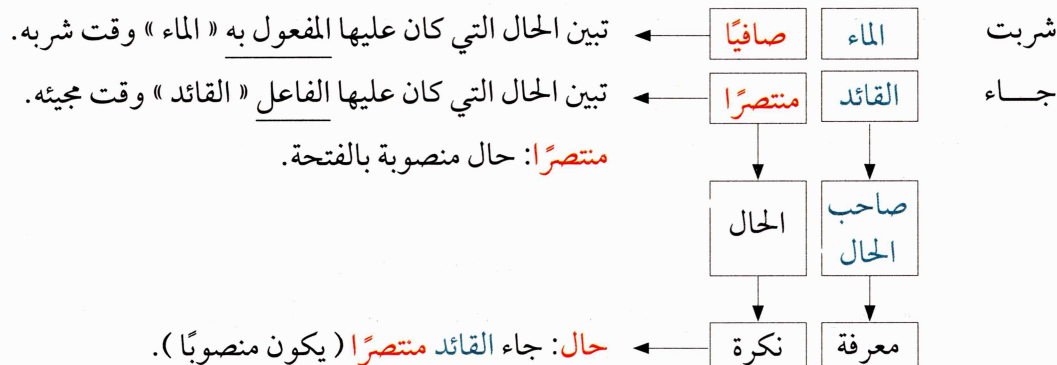 شربت الماء صافيًا تبين الحال التي كان عليها المفعول به « الماء » وقت شربه.
جـــاء القائد منتصرًا تبين الحال التي كان عليها الفاعل « القائد » وقت مجيئه.
منتصرًا: حال منصوبة بالفتحة.
صاحب الحال
الحال
معرفة نكرة حال: جاء القائد منتصرًا ( يكون منصوبًا ).